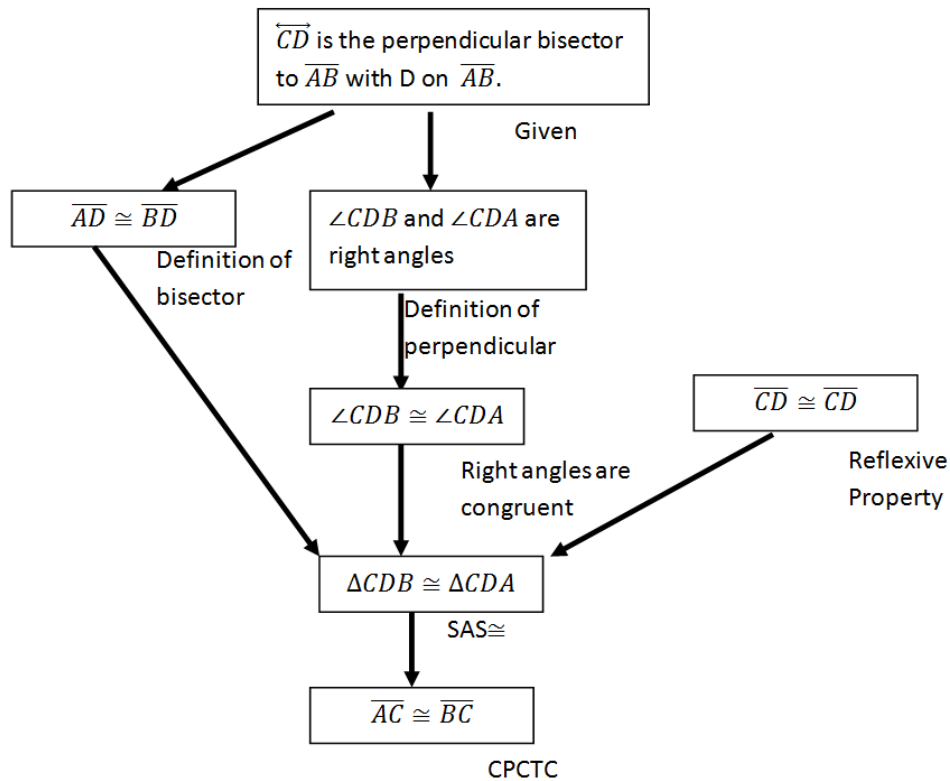 CD is the perpendicular bisector
to AB with D on AB.
Given
AD ≅ BD
Definition of
bisector
∠CDB and ∠CDA are
right angles
Definition of
perpendicular
∠CDB ≅ ∠CDA
Right angles are
congruent
CD ≅ CD
Reflexive
Property
ΔCDB ≅ ΔCDA
SAS≅
AC ≅ BC
CPCTC